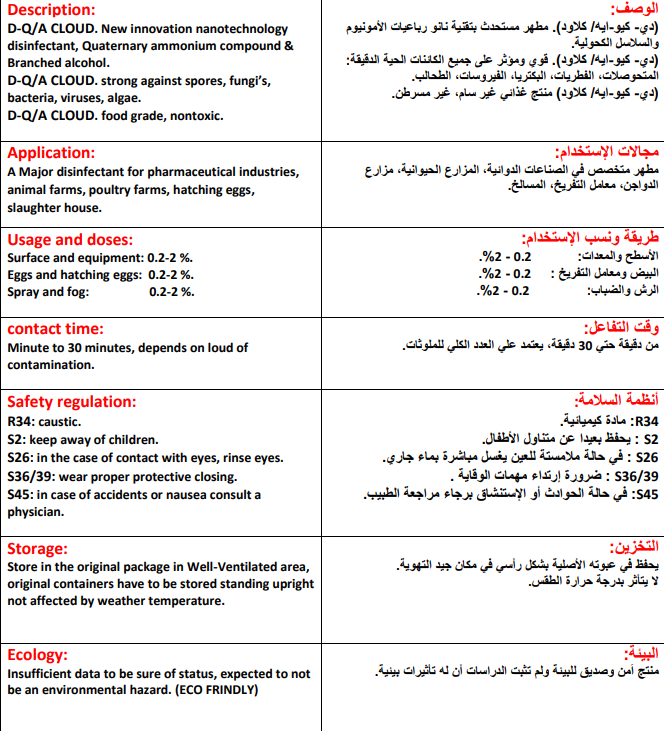 Description:
D-Q/A CLOUD. New innovation nanotechnology
disinfectant, Quaternary ammonium compound &
Branched alcohol.
D-Q/A CLOUD. strong against spores, fungi's,
bacteria, viruses, algae.
D-Q/A CLOUD. food grade, nontoxic.
الوصف:
(دي- كيو-ايه/ كلاود). مطهر مستحدث بتقنية نانو رباعيات الأمونيوم
والسلاسل الكحولية.
(دي- كيو-ايه/ كلاود). قوي ومؤثر على جميع الكائنات الحية الدقيقة:
المتحوصلات، الفطريات، البكتريا، الفيروسات، الطحالب.
(دي- كيو-ايه/ كلاود) منتج غذائي غير سام، غير مسرطن.
Application:
A Major disinfectant for pharmaceutical industries,
animal farms, poultry farms, hatching eggs,
slaughter house.
مجالات الإستخدام:
مطهر متخصص في الصناعات الدوائية، المزارع الحيوانية، مزارع
الدواجن، معامل التفريخ، المسالخ.
Usage and doses:
Surface and equipment: 0.2-2 %.
Eggs and hatching eggs: 0.2-2 %.
Spray and fog: 0.2-2 %.
طريقة ونسب الإستخدام:
الأسطح والمعدات: 0.2 - 2%.
البيض ومعامل التفريخ : 0.2 - 2%.
الرش والضباب: 0.2 - 2%.
contact time:
Minute to 30 minutes, depends on loud of
contamination.
وقت التفاعل:
من دقيقة حتي 30 دقيقة، يعتمد علي العدد الكلي للملوثات.
Safety regulation:
R34: caustic.
S2: keep away of children.
S26: in the case of contact with eyes, rinse eyes.
S36/39: wear proper protective closing.
S45: in case of accidents or nausea consult a
physician.
أنظمة السلامة:
R34: مادة كيميائية.
S2 : يحفظ بعيدا عن متناول الأطفال.
S26 : في حالة ملامستة للعين يغسل مباشرة بماء جاري.
S36/39 : ضرورة إرتداء مهمات الوقاية .
S45: في حالة الحوادث أو الإستنشاق برجاء مراجعة الطبيب.
Storage:
Store in the original package in Well-Ventilated area,
original containers have to be stored standing upright
not affected by weather temperature.
التخزين:
يحفظ في عبوته الأصلية بشكل رأسي في مكان جيد التهوية.
لا يتأثر بدرجة حرارة الطقس.
Ecology:
Insufficient data to be sure of status, expected to not
be an environmental hazard. (ECO FRINDLY)
البيئة:
منتج أمن وصديق للبيئة ولم تثبت الدراسات أن له تأثيرات بيئية.